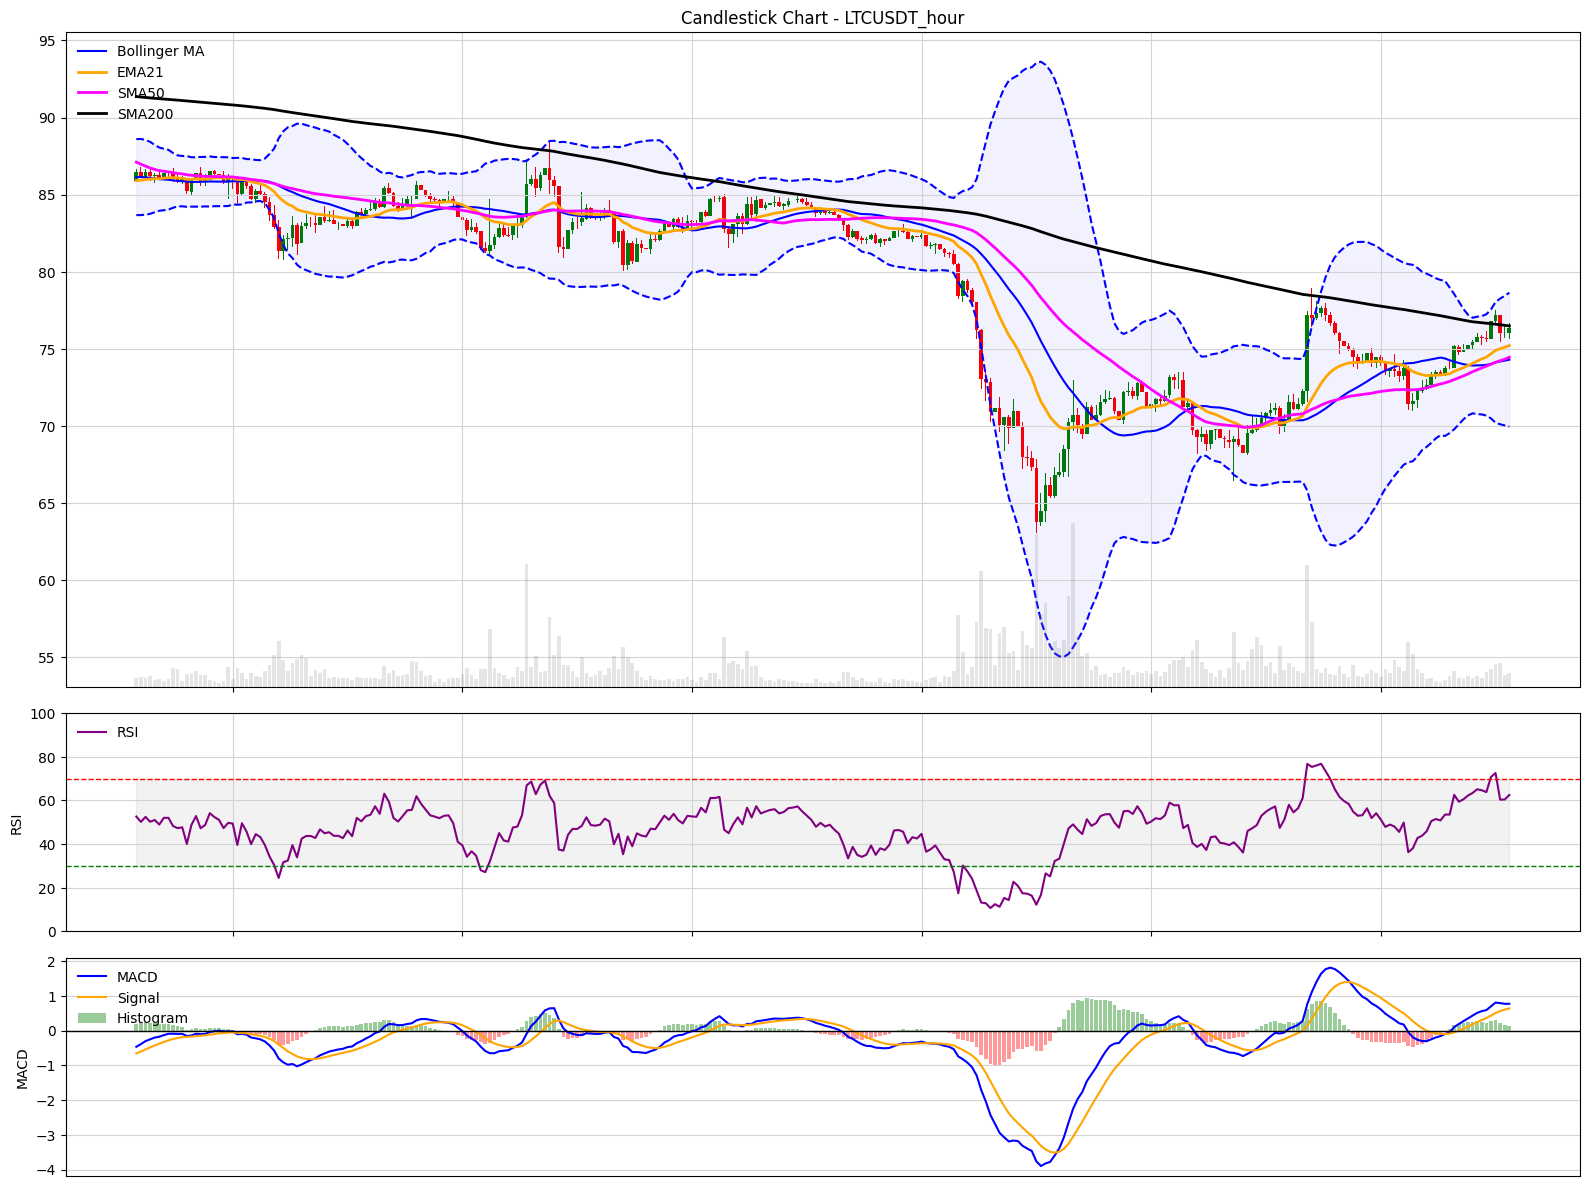 Candlestick Chart - LTCUSDT_hour
95
90
85
80
75
70
65
60
55
Bollinger MA
EMA21
SMA50
SMA200
100
80
60
40
20
0
RSI
RSI
2
1
0
−1
−2
−3
−4
MACD
MACD
Signal
Histogram